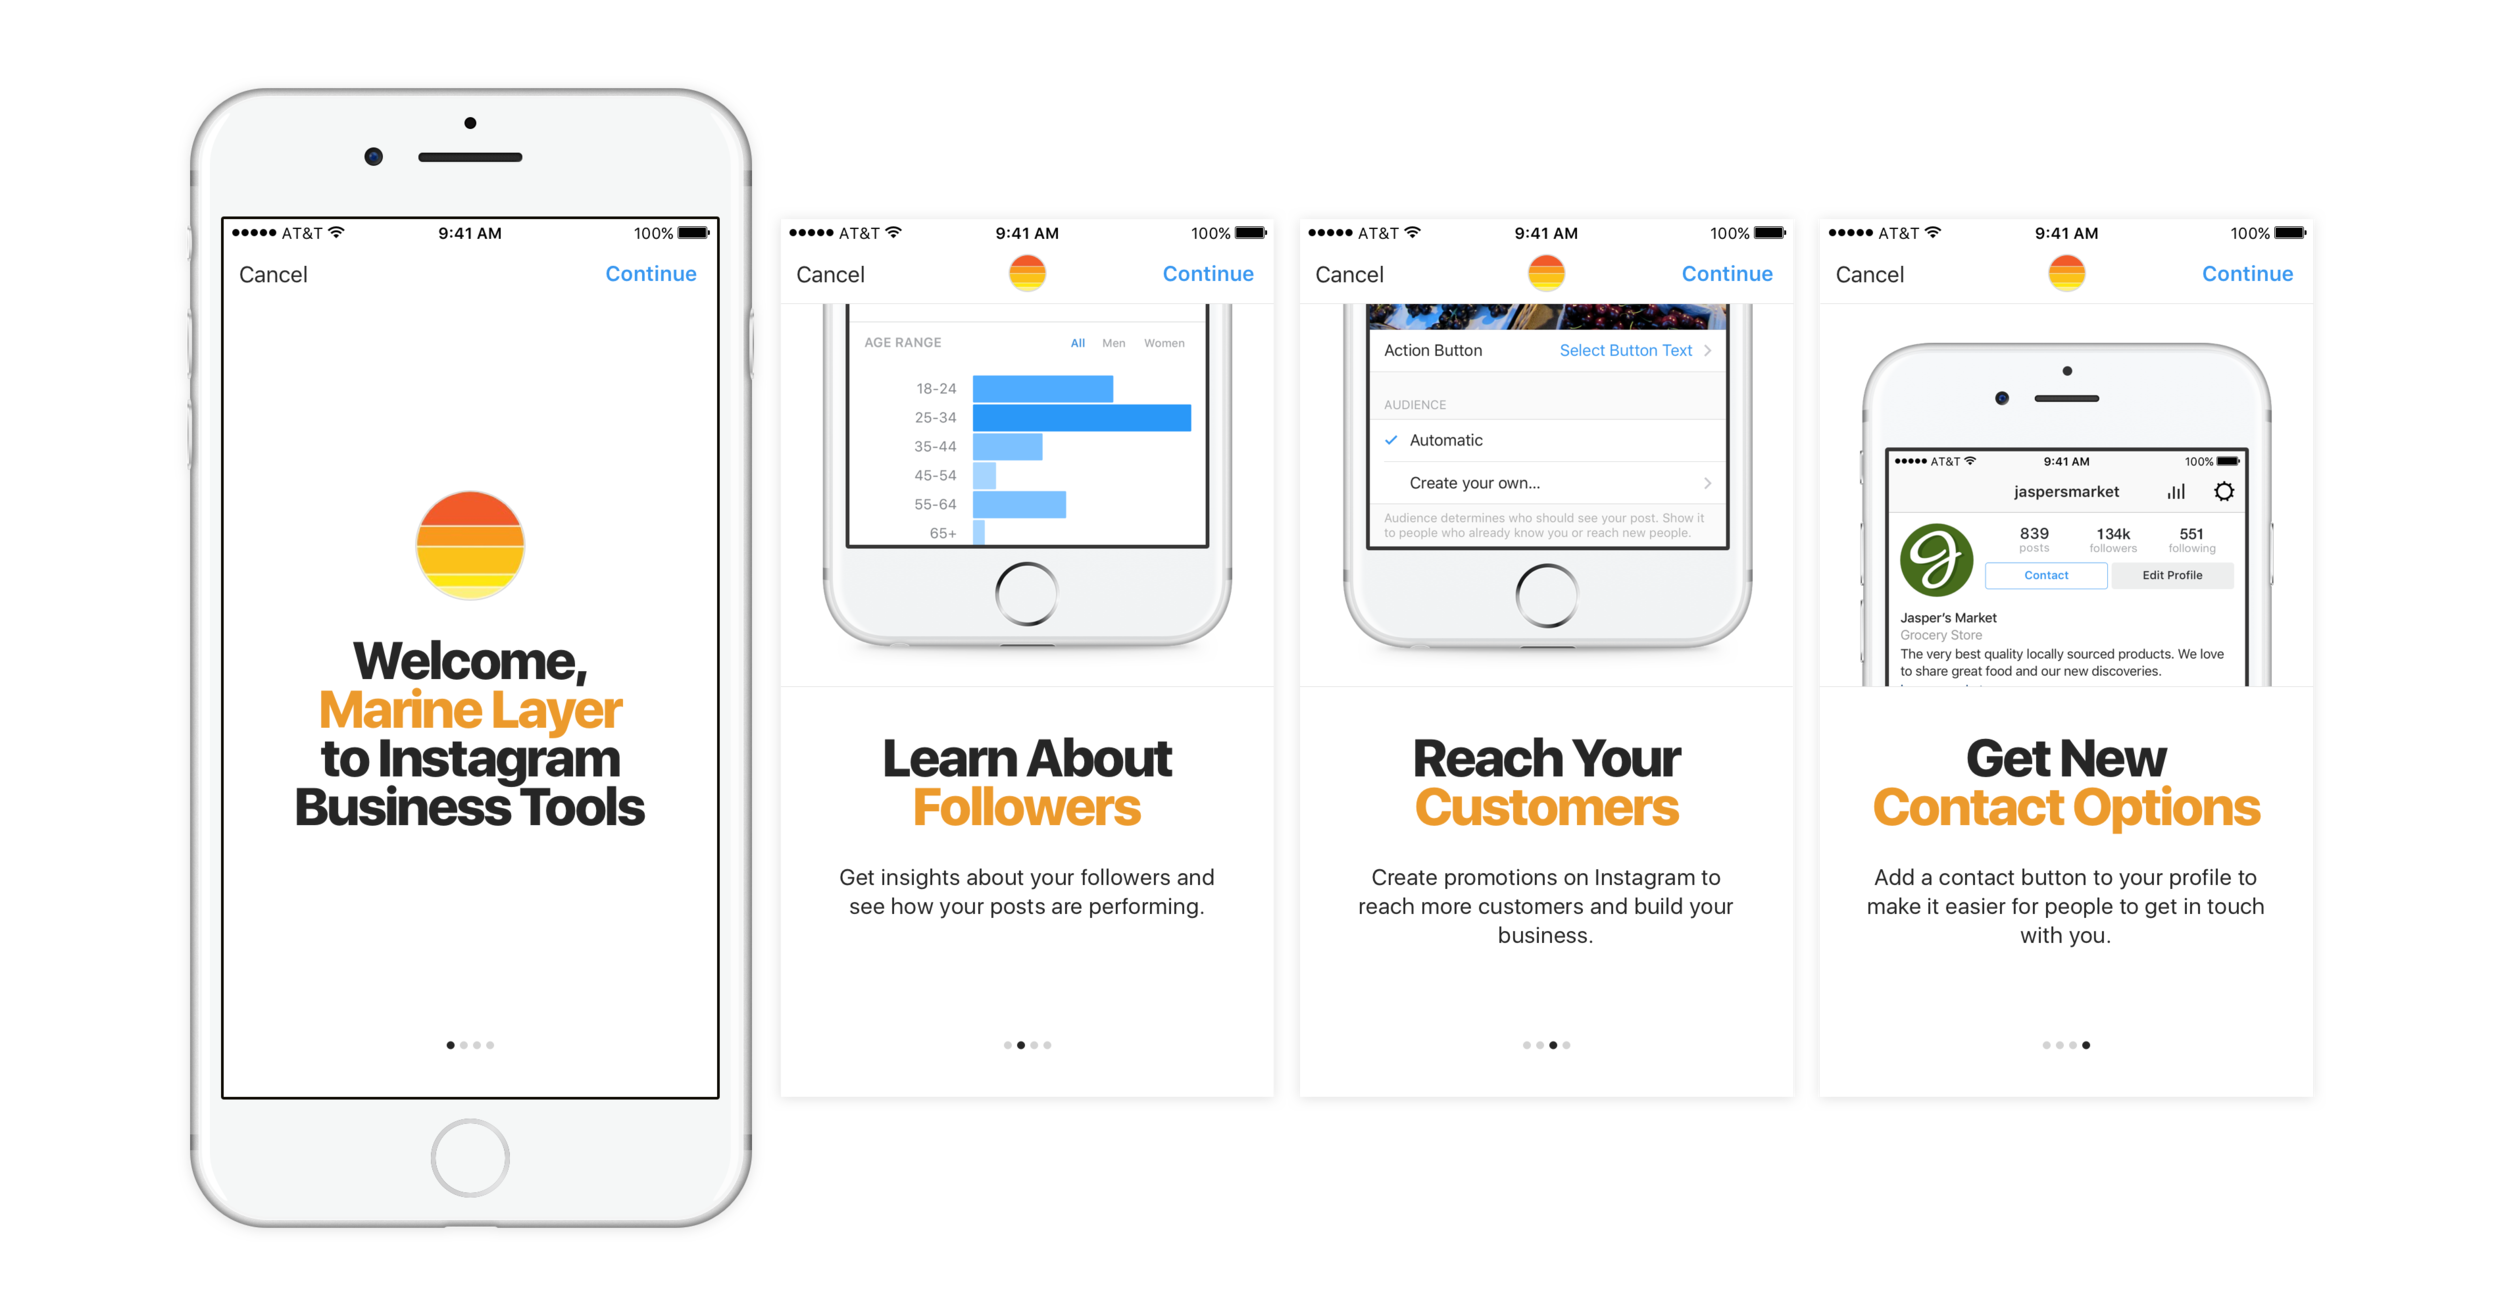 AT&T 9:41 AM 100%
Cancel Continue
Welcome,
Marine Layer
to Instagram
Business Tools
AT&T 9:41 AM 100%
Cancel Continue
AGE RANGE All Men Women
18-24
25-34
35-44
45-54
55-64
65+
Learn About
Followers
Get insights about your followers and
see how your posts are performing.
AT&T 9:41 AM 100%
Cancel Continue
Action Button Select Button Text
AUDIENCE
Automatic
Create your own...
Audience determines who should see your post. Show it
to people who already know you or reach new people.
Reach Your
Customers
Create promotions on Instagram to
reach more customers and build your
business.
AT&T 9:41 AM 100%
Cancel Continue
AT&T 9:41 AM 100%
jaspersmarket
839 134k 551
posts followers following
Contact Edit Profile
Jasper's Market
Grocery Store
The very best quality locally sourced products. We love
to share great food and our new discoveries.
Get New
Contact Options
Add a contact button to your profile to
make it easier for people to get in touch
with you.